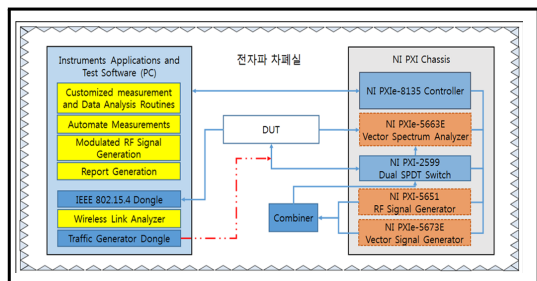 Instruments Applications and
Test Software (PC)
Customized measurement
and Data Analysis Routines
Automate Measurements
Modulated RF Signal
Generation
Report Generation
IEEE 802.15.4 Dongle
Wireless Link Analyzer
Traffic Generator Dongle
전자파 차폐실
DUT
Combiner
NI PXI Chassis
NI PXIe-8135 Controller
NI PXIe-5663E
Vector Spectrum Analyzer
NI PXI-2599
Dual SPDT Switch
NI PXI-5651
RF Signal Generator
NI PXIe-5673E
Vector Signal Generator